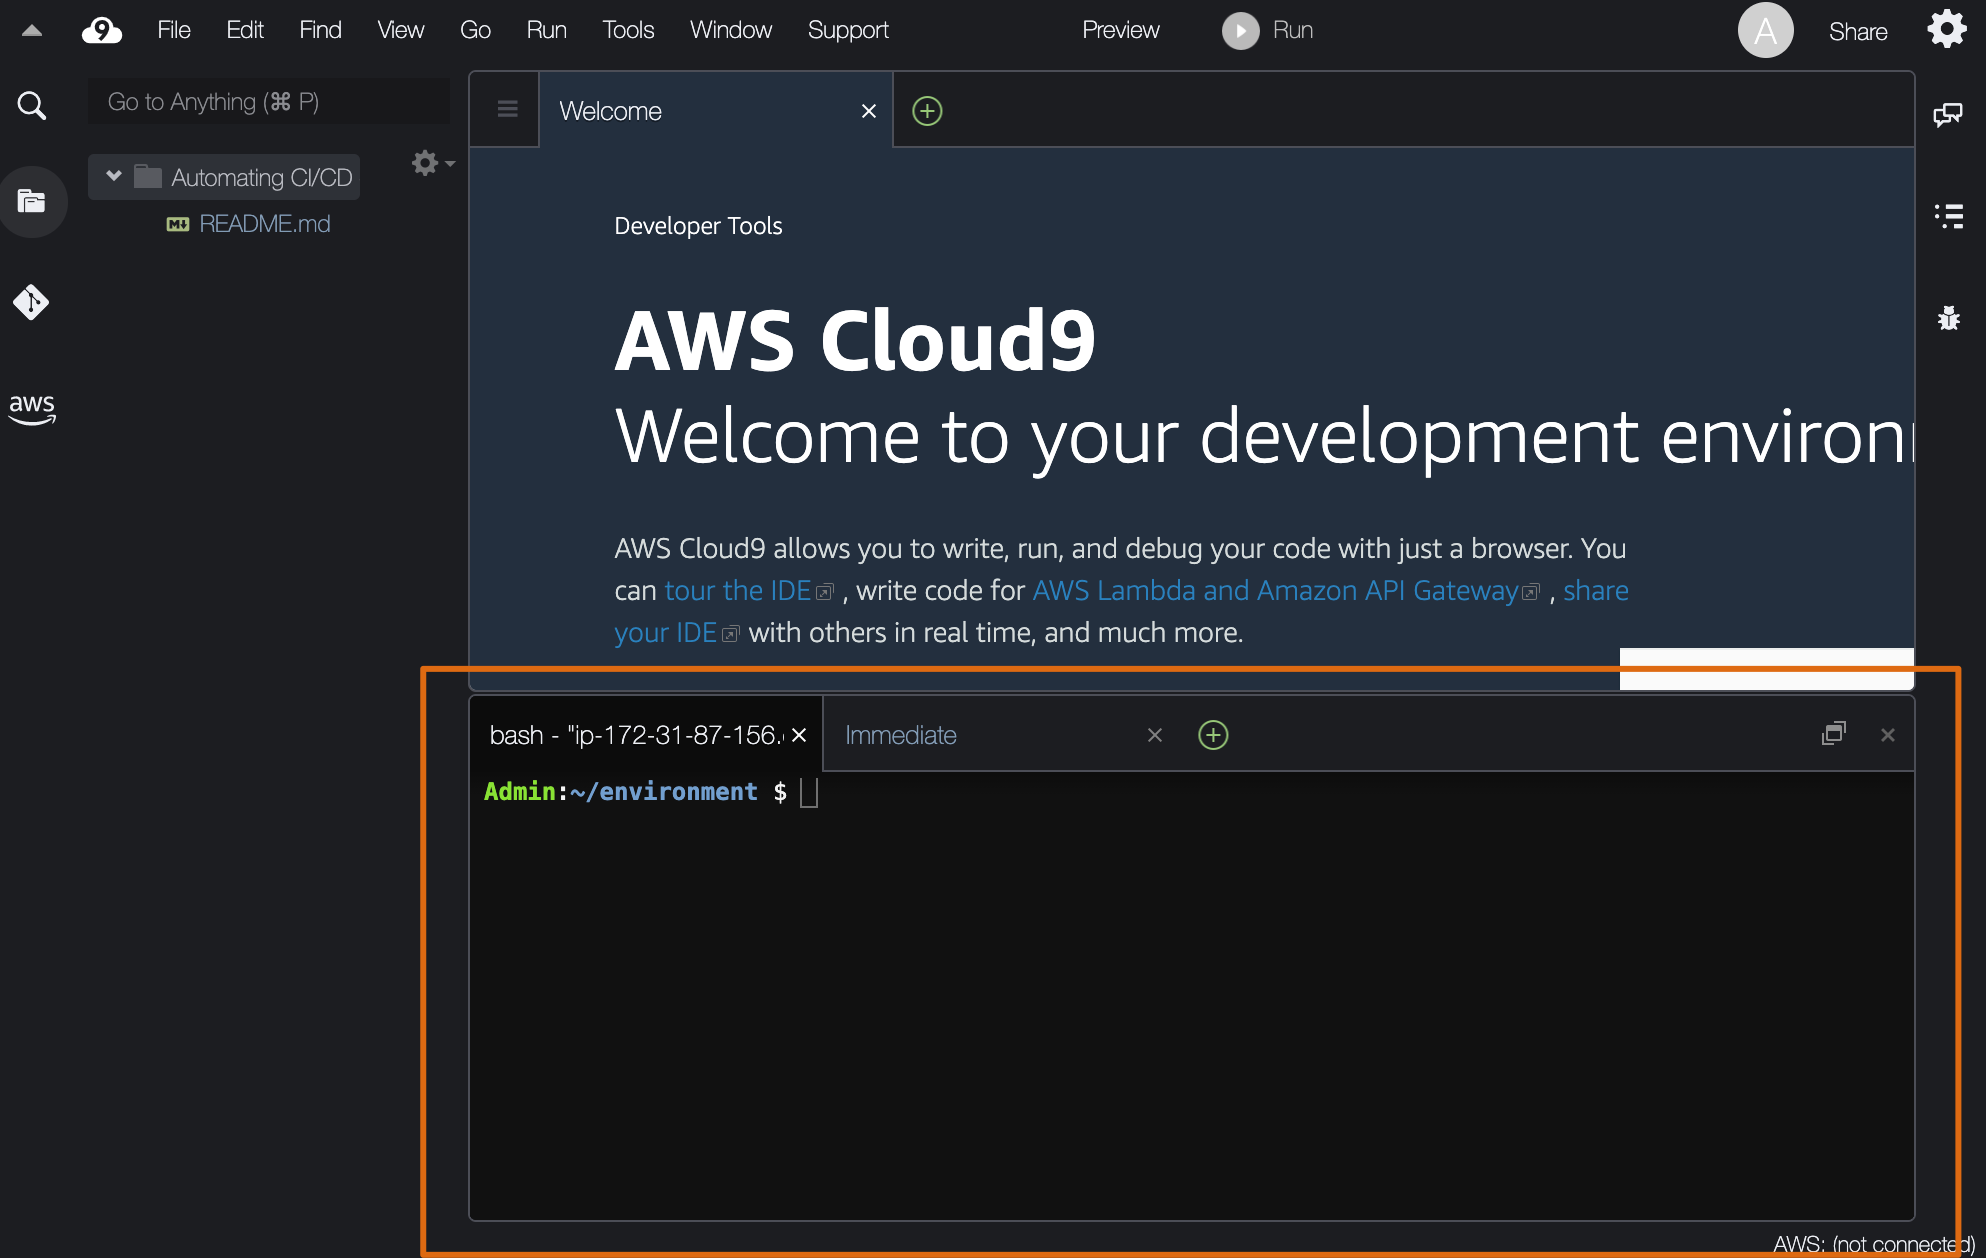 9 File Edit Find View Go Run Tools Window Support Preview Run A Share
Go to Anything (⌘ P)
Automating CI/CD
README.md
aws
Welcome
Developer Tools
AWS Cloud9
Welcome to your development environ
AWS Cloud9 allows you to write, run, and debug your code with just a browser. You
can tour the IDE , write code for AWS Lambda and Amazon API Gateway , share
your IDE with others in real time, and much more.
bash - "ip-172-31-87-156. Immediate
Admin:~/environment $
AWS: (not connected)